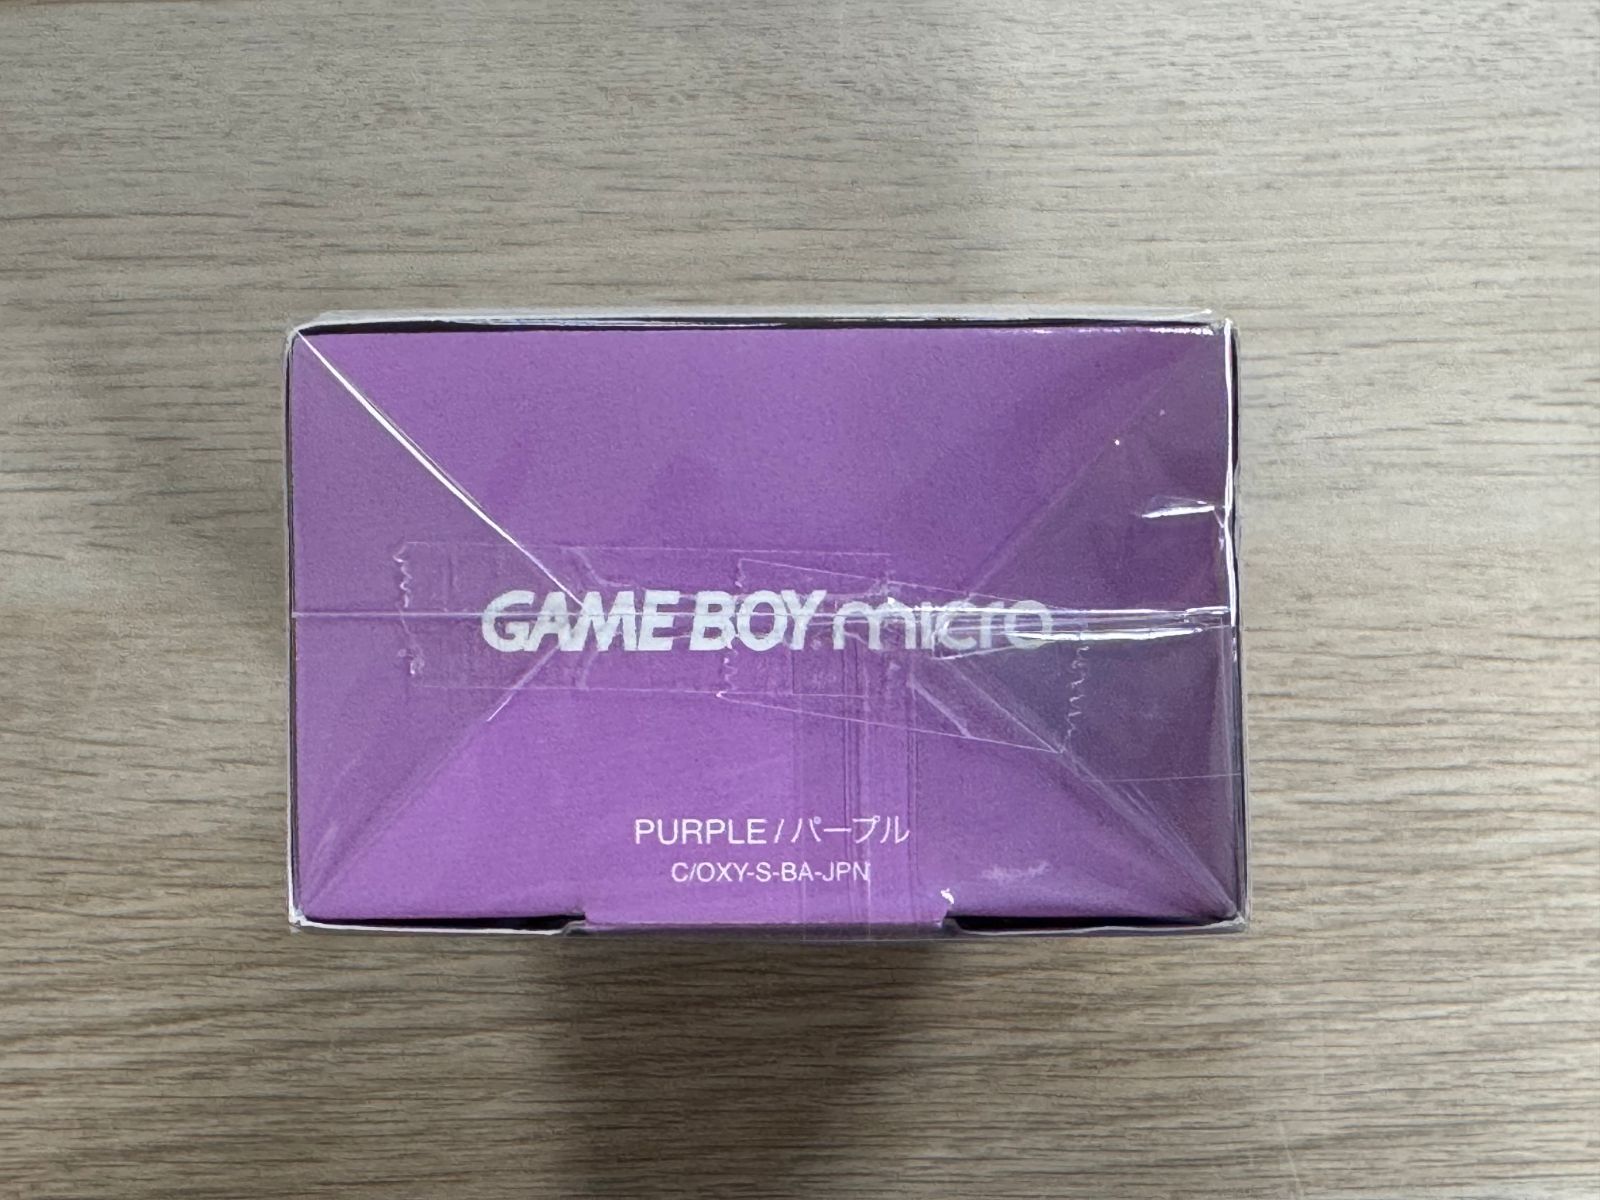 GAME BOY micro
PURPLE/パープル
C/OXY-S-BA-JPN